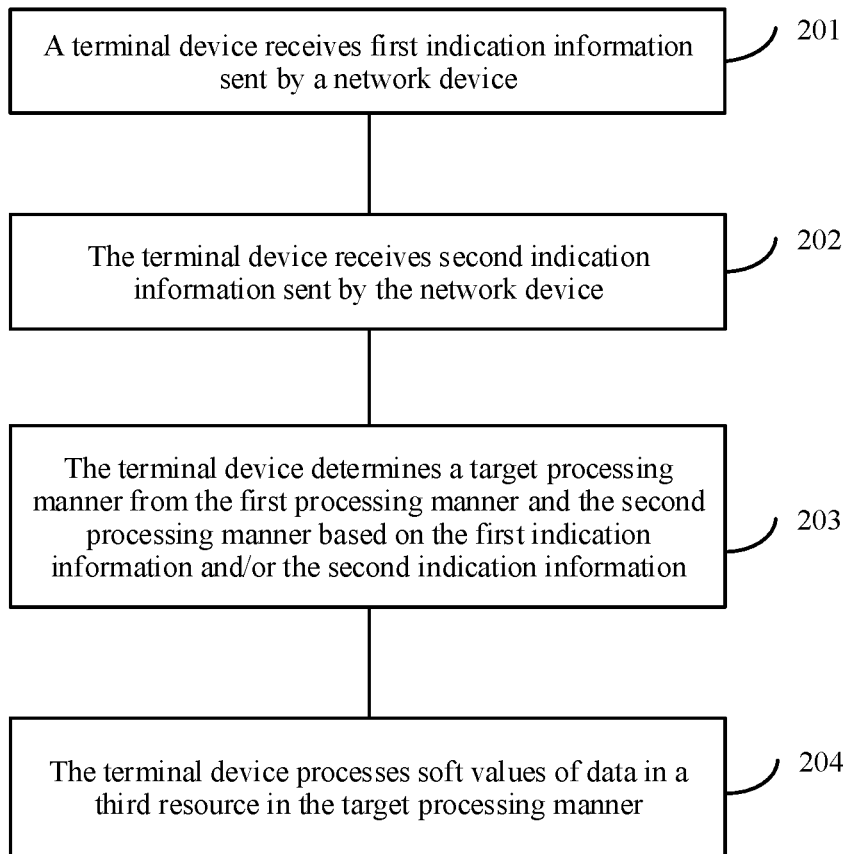 A terminal device receives first indication information
sent by a network device
201
The terminal device receives second indication
information sent by the network device
202
The terminal device determines a target processing
manner from the first processing manner and the second
processing manner based on the first indication
information and/or the second indication information
203
The terminal device processes soft values of data in a
third resource in the target processing manner
204